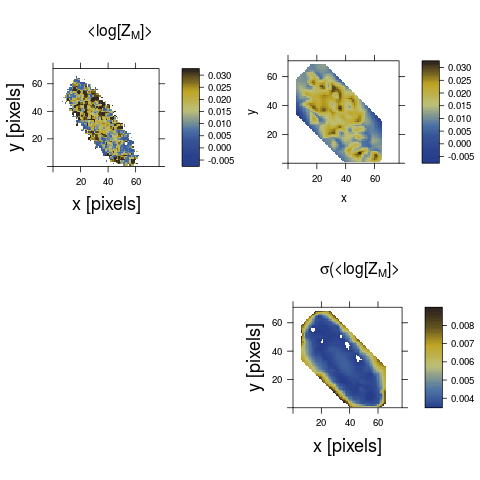 <log[Z_M]>
60
40
20
20 40 60
x [pixels]
y [pixels]
0.030
0.025
0.020
0.015
0.010
0.005
0.000
-0.005
60
40
20
20 40 60
x
y
0.030
0.025
0.020
0.015
0.010
0.005
0.000
-0.005
σ(<log[Z_M]>
60
40
20
20 40 60
x [pixels]
y [pixels]
0.008
0.007
0.006
0.005
0.004